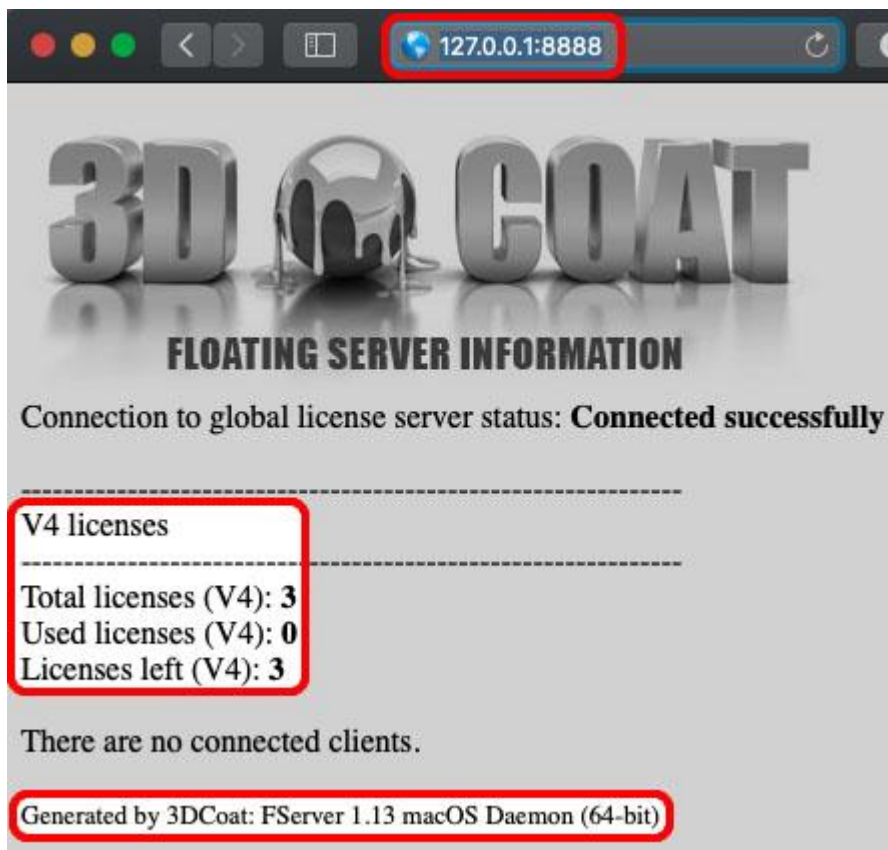 127.0.0.1:8888
3D COAT
FLOATING SERVER INFORMATION
Connection to global license server status: Connected successfully
---------------------------------------------------------------
V4 licenses
---------------------------------------------------------------
Total licenses (V4): 3
Used licenses (V4): 0
Licenses left (V4): 3
There are no connected clients.
Generated by 3DCoat: FServer 1.13 macOS Daemon (64-bit)